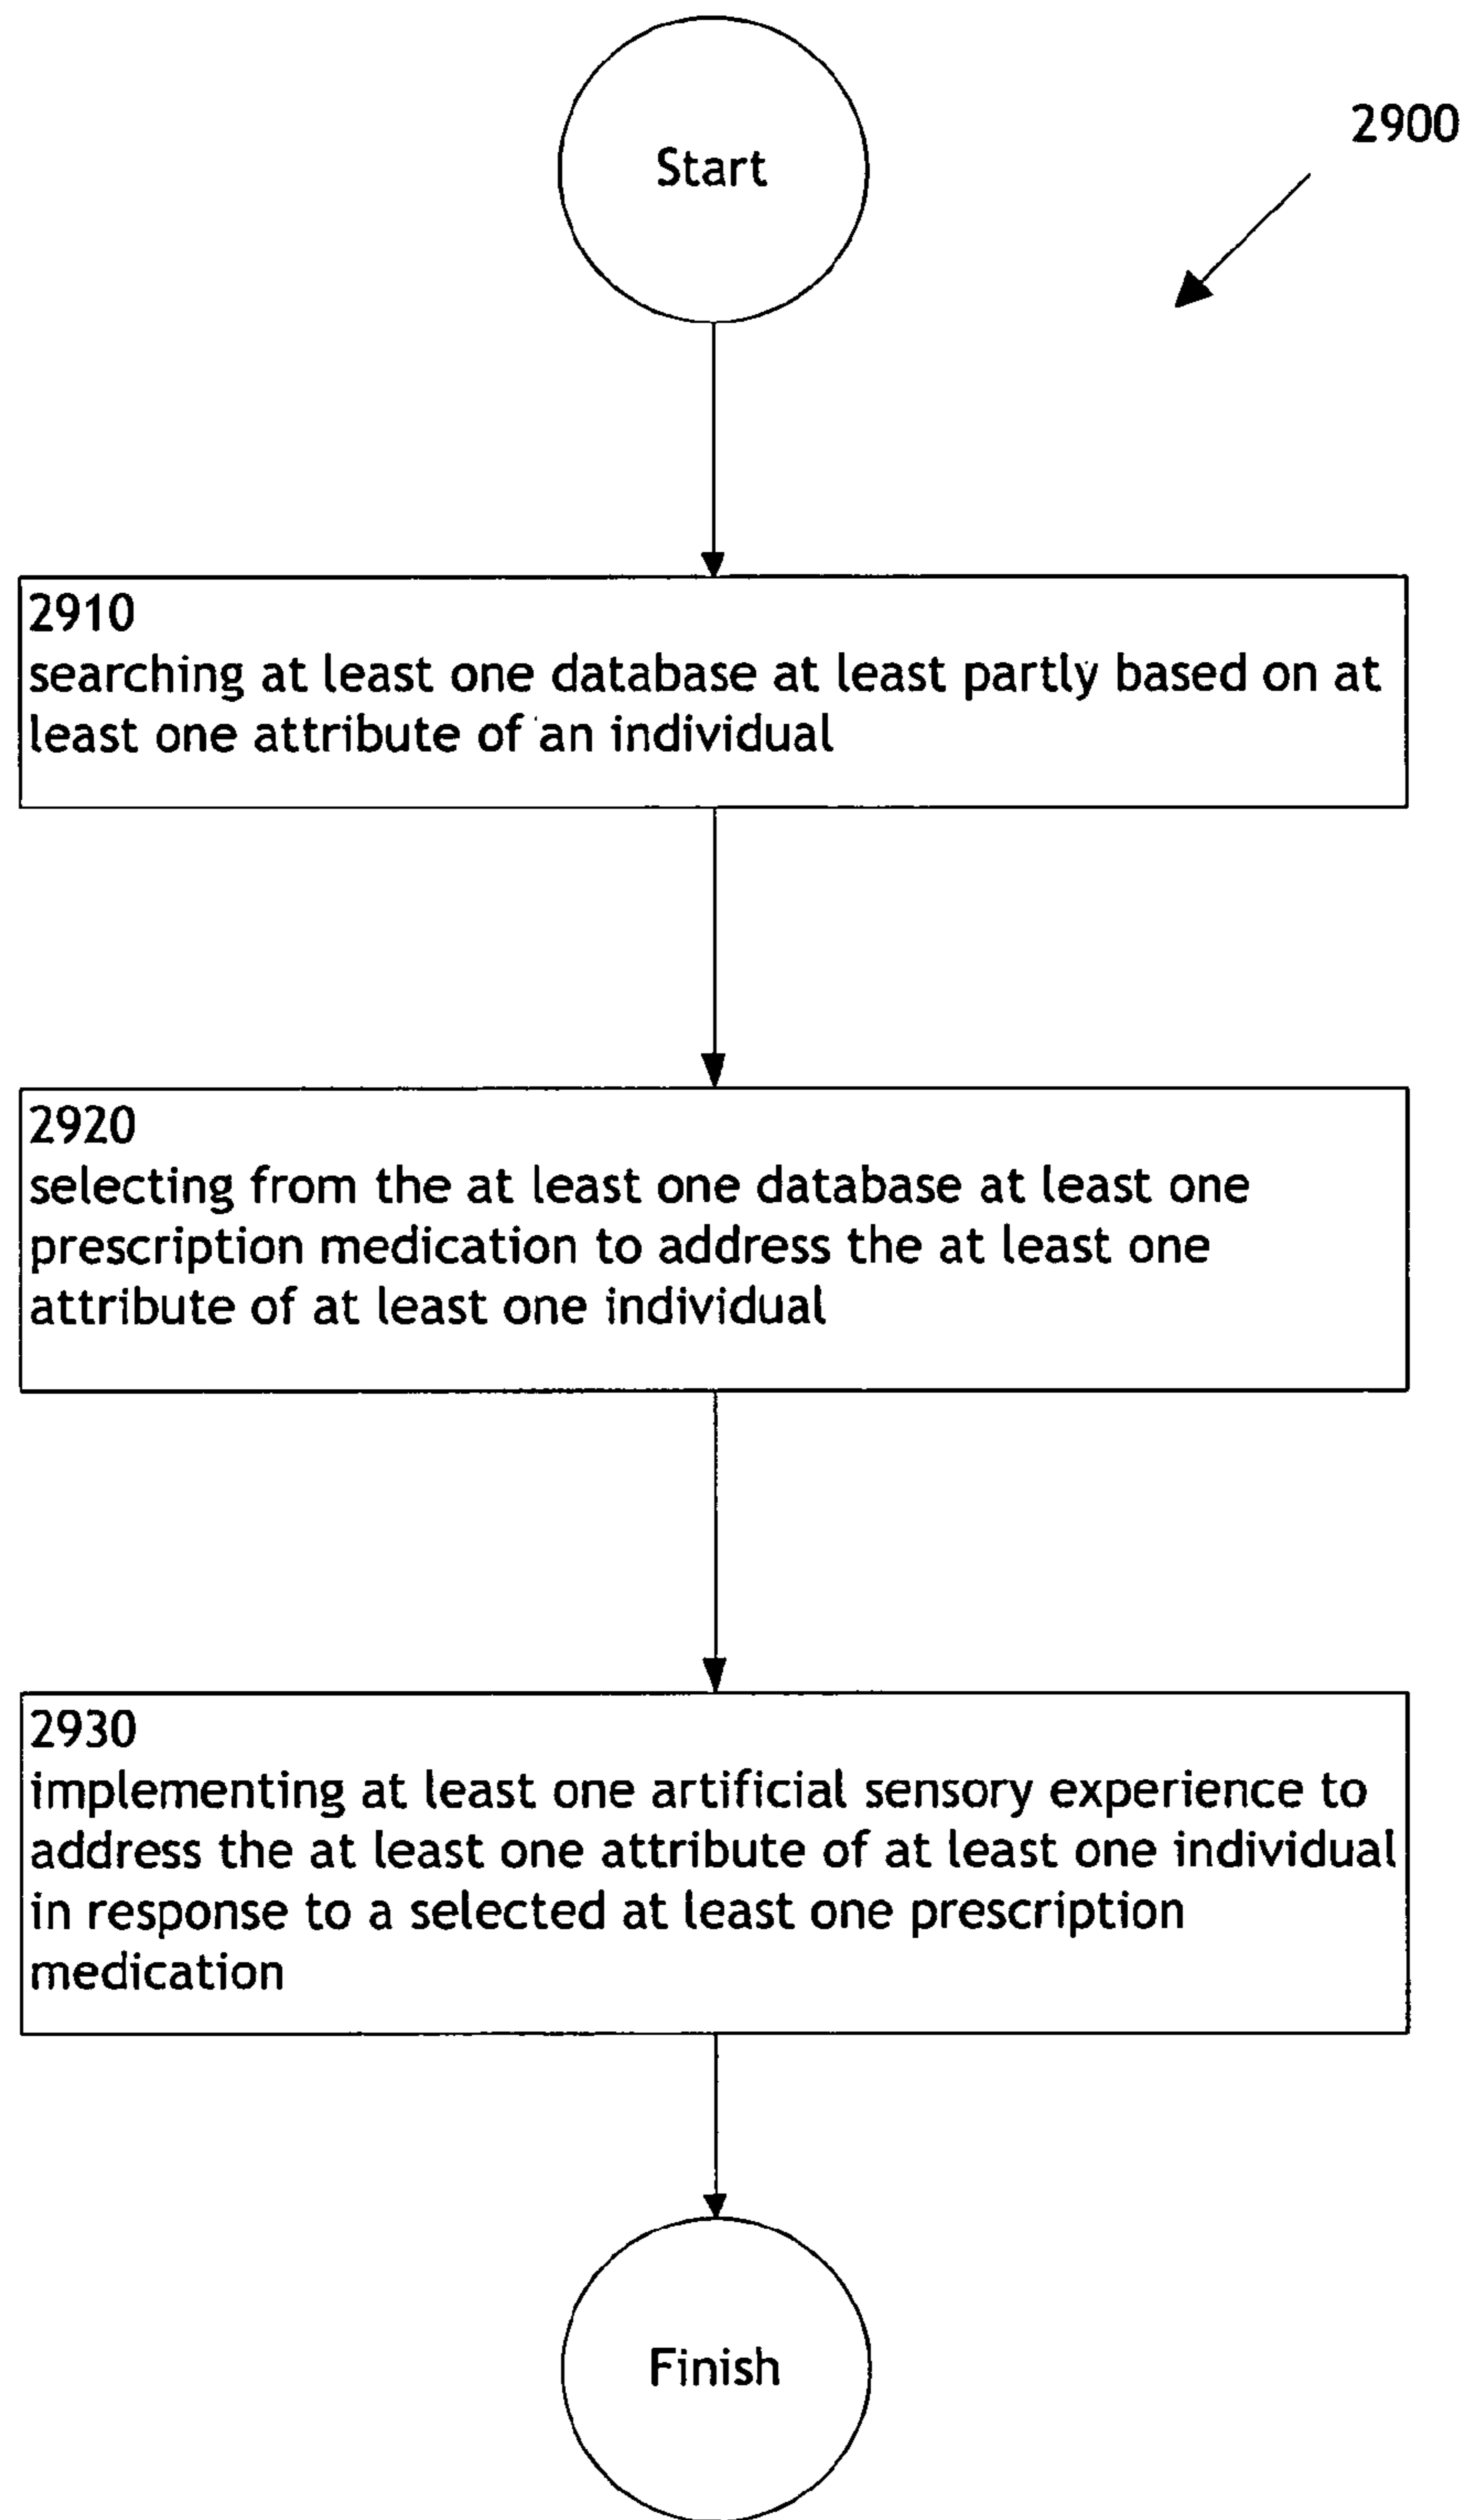 Start
2900
2910
searching at least one database at least partly based on at
least one attribute of an individual
2920
selecting from the at least one database at least one
prescription medication to address the at least one
attribute of at least one individual
2930
implementing at least one artificial sensory experience to
address the at least one attribute of at least one individual
in response to a selected at least one prescription
medication
Finish